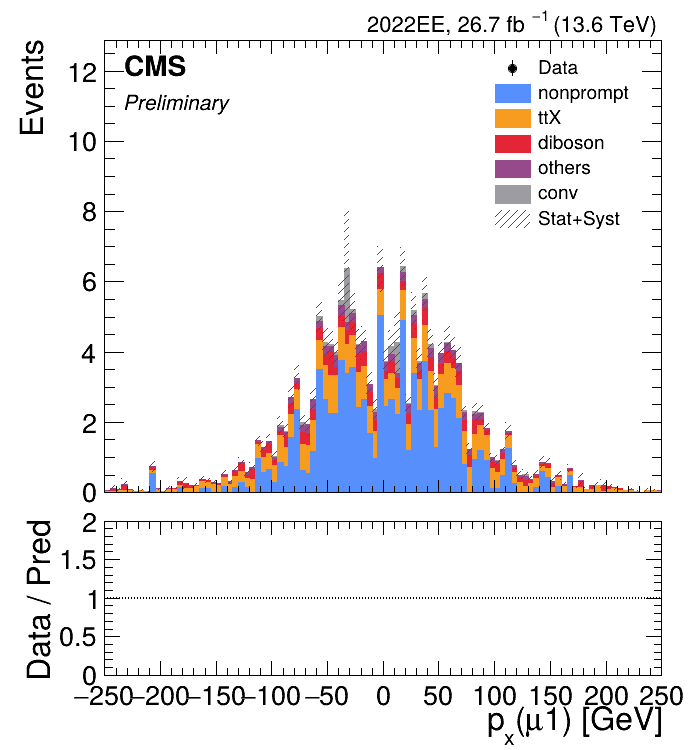 2022EE, 26.7 fb⁻¹ (13.6 TeV)
CMS
Preliminary
Events
12
10
8
6
4
2
0
Data
nonprompt
ttX
diboson
others
conv
Stat+Syst
Data / Pred
2
1.5
1
0.5
0
−250 −200 −150 −100 −50 0 50 100 150 200 250
pₓ(μ1) [GeV]